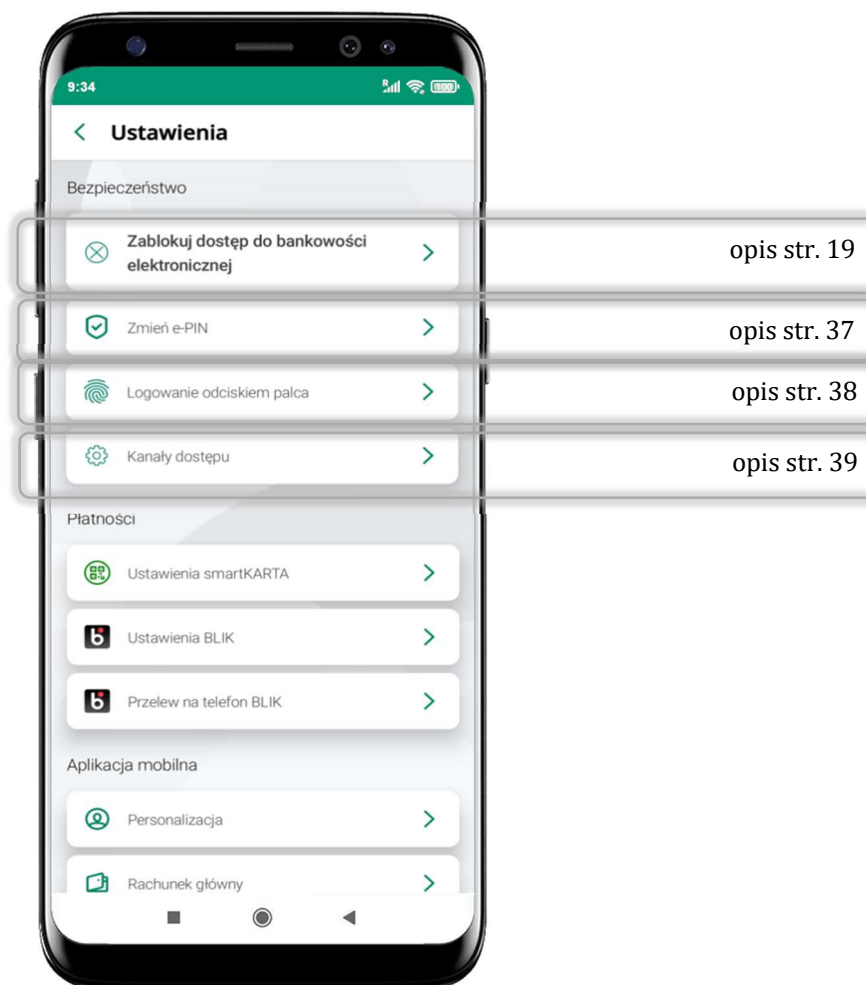 9:34
R
100
Ustawienia
Bezpieczeństwo
Zablokuj dostęp do bankowości
elektronicznej
opis str. 19
Zmień e-PIN
opis str. 37
Logowanie odciskiem palca
opis str. 38
Kanały dostępu
opis str. 39
Płatności
Ustawienia smartKARTA
Ustawienia BLIK
Przelew na telefon BLIK
Aplikacja mobilna
Personalizacja
Rachunek główny